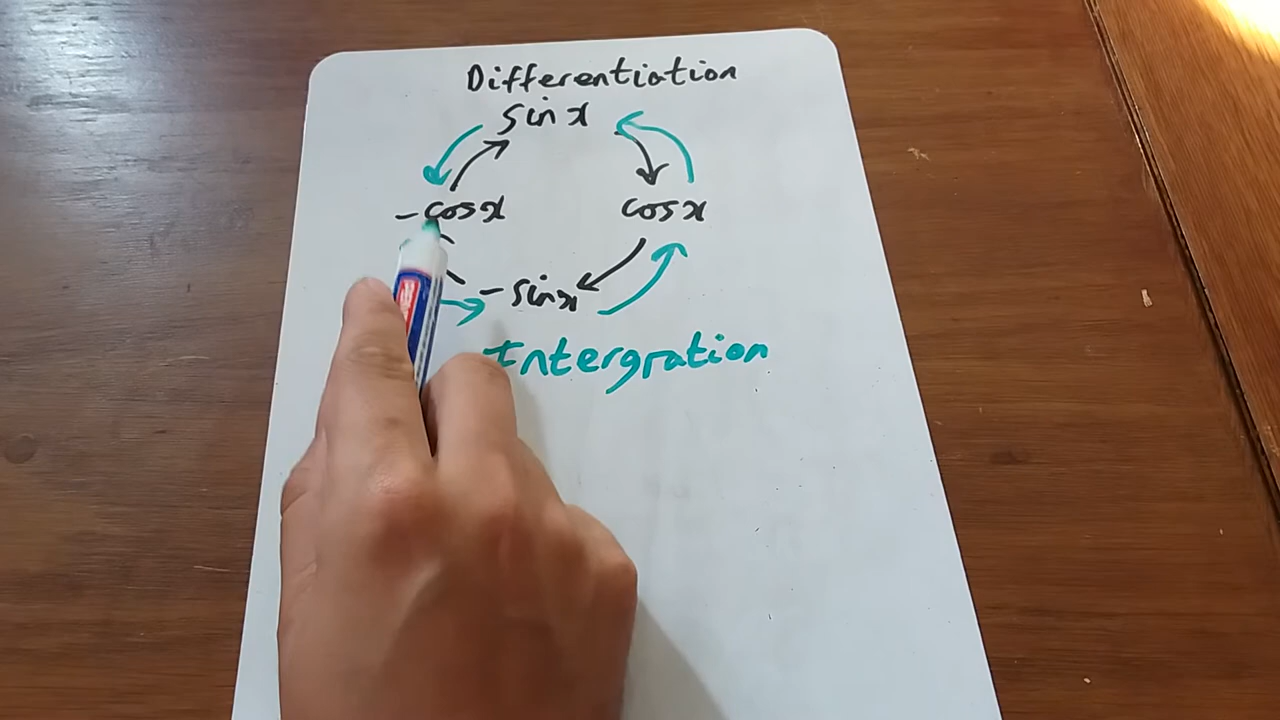 Differentiation
sin x
-cos x cos x
- sin x
Intergration